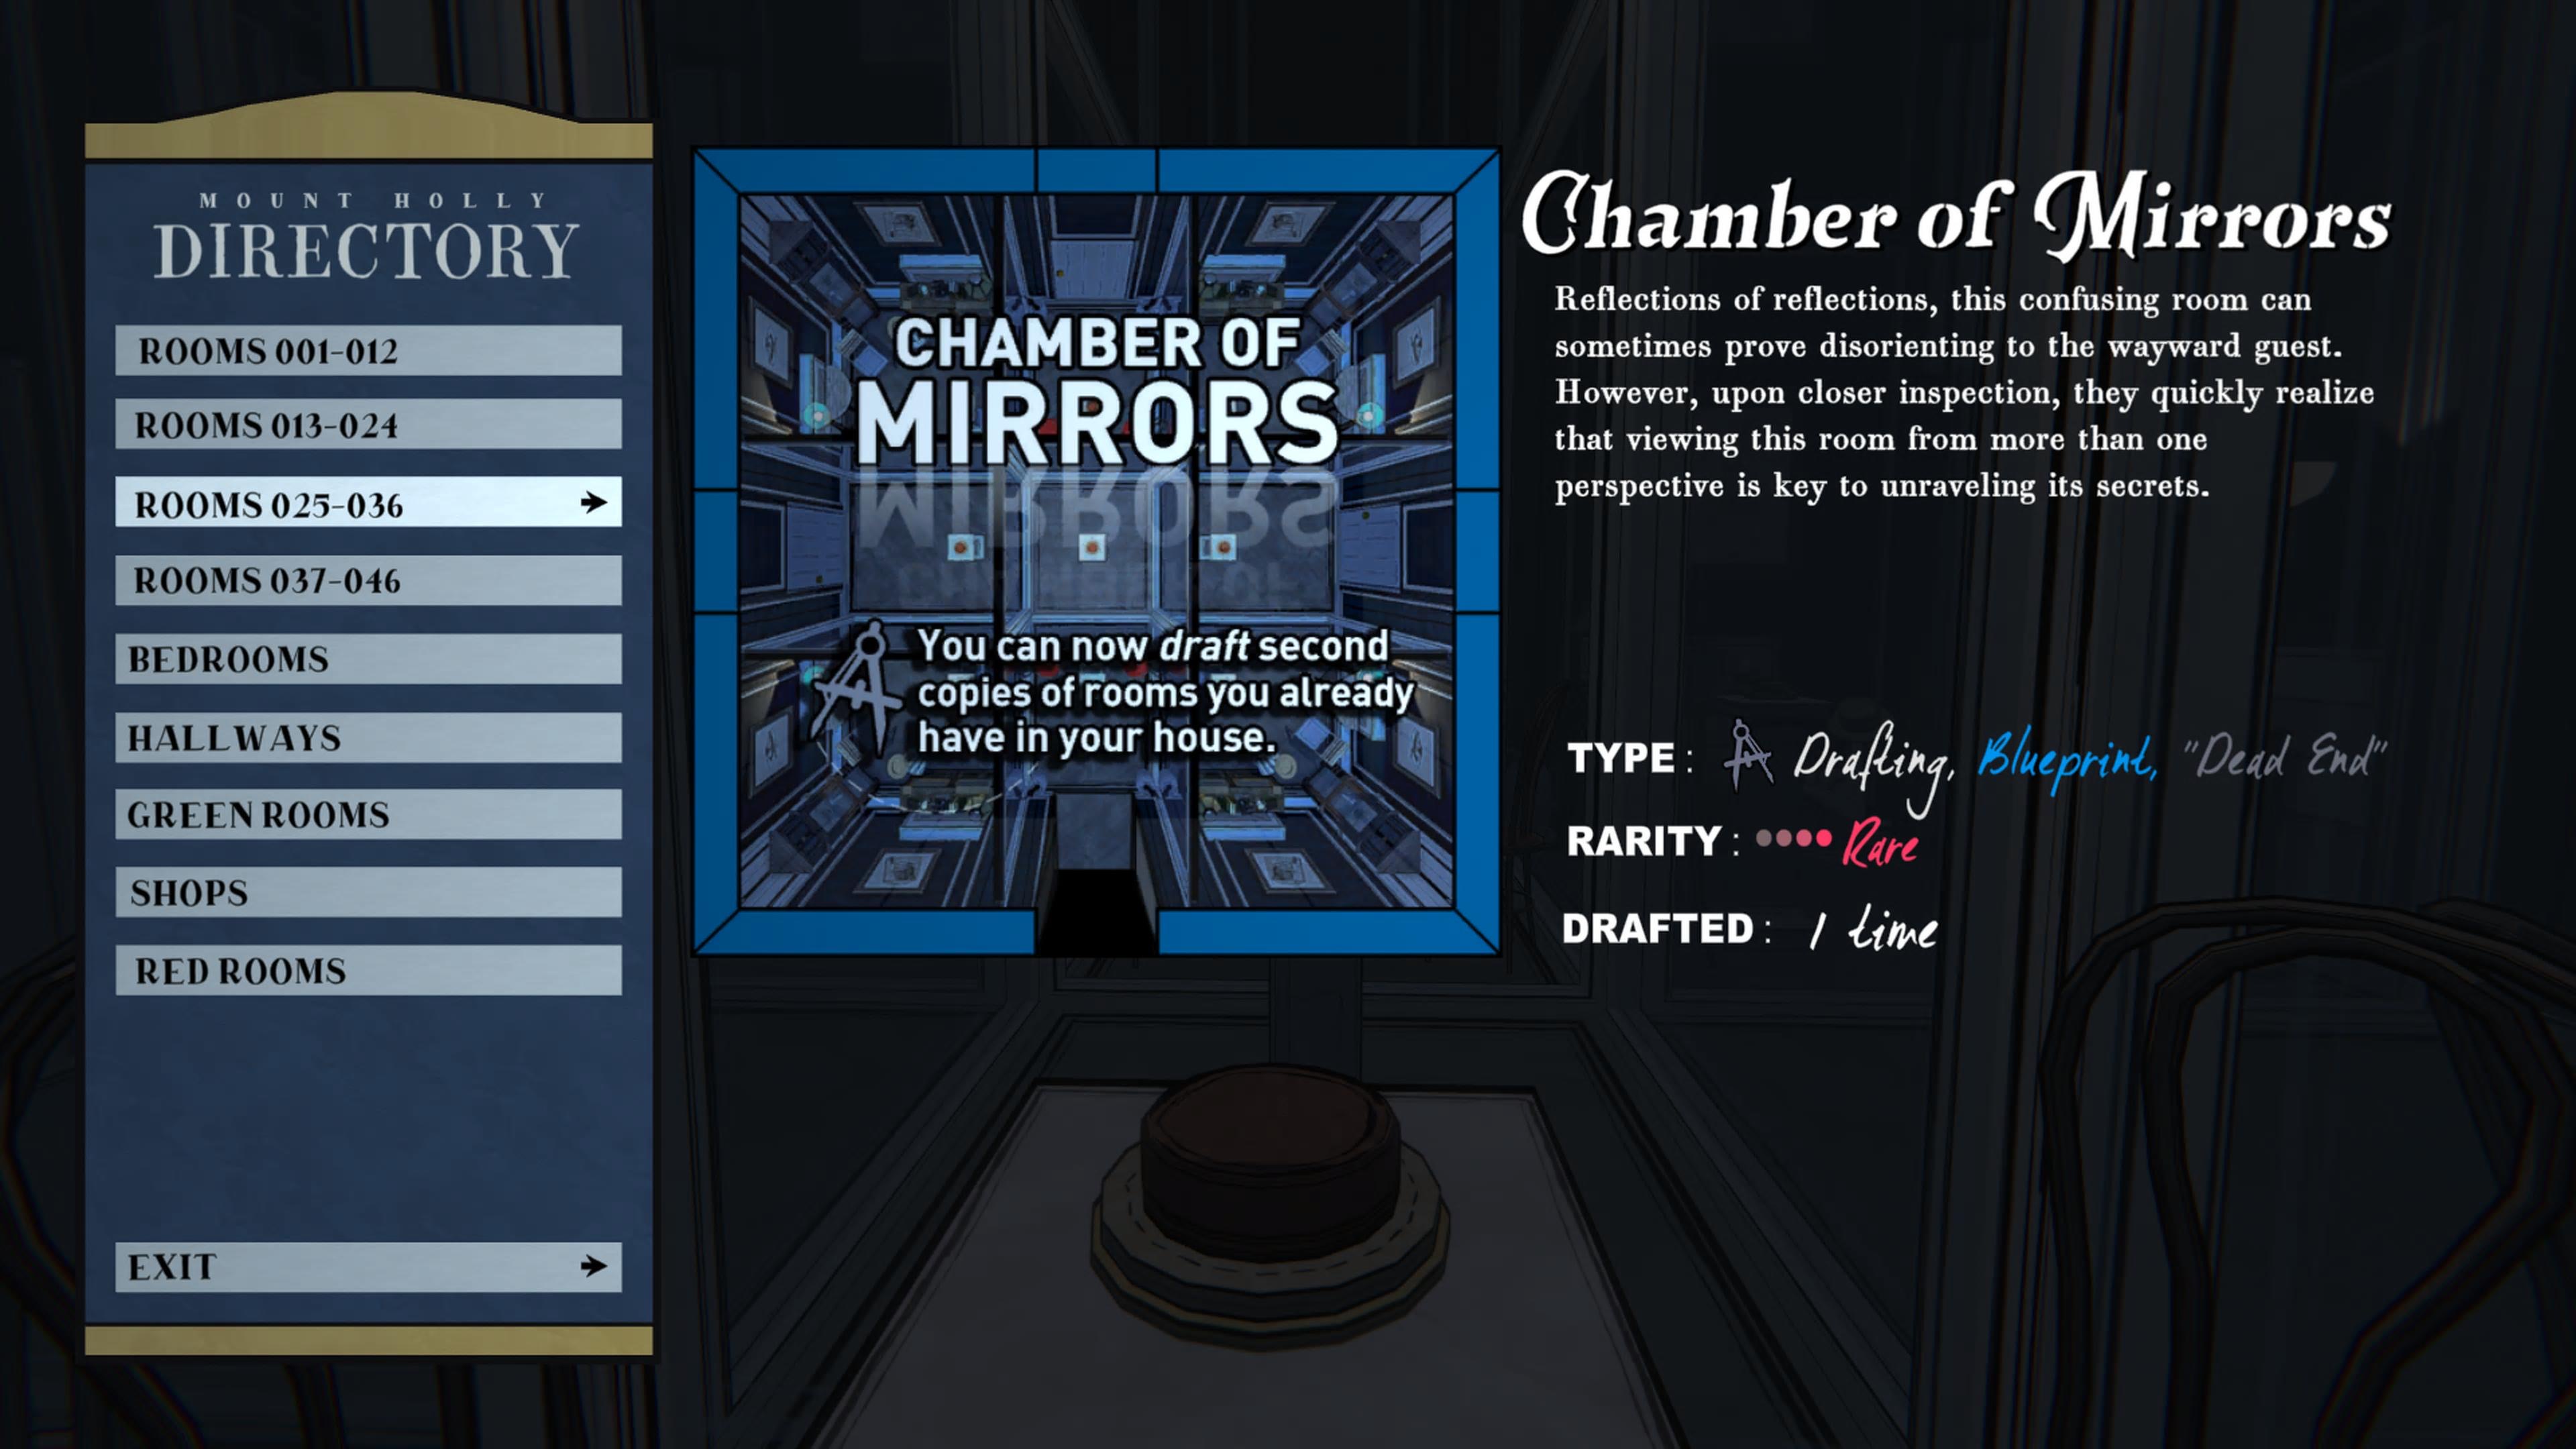 MOUNT HOLLY
DIRECTORY
ROOMS 001-012
ROOMS 013-024
ROOMS 025-036
ROOMS 037-046
BEDROOMS
HALLWAYS
GREEN ROOMS
SHOPS
RED ROOMS
EXIT
CHAMBER OF
MIRRORS
MIRRORS
CHAMBER OF
You can now draft second
copies of rooms you already
have in your house.
Chamber of Mirrors
Reflections of reflections, this confusing room can
sometimes prove disorienting to the wayward guest.
However, upon closer inspection, they quickly realize
that viewing this room from more than one
perspective is key to unraveling its secrets.
TYPE : Drafting, Blueprint, "Dead End"
RARITY : Rare
DRAFTED : 1 time